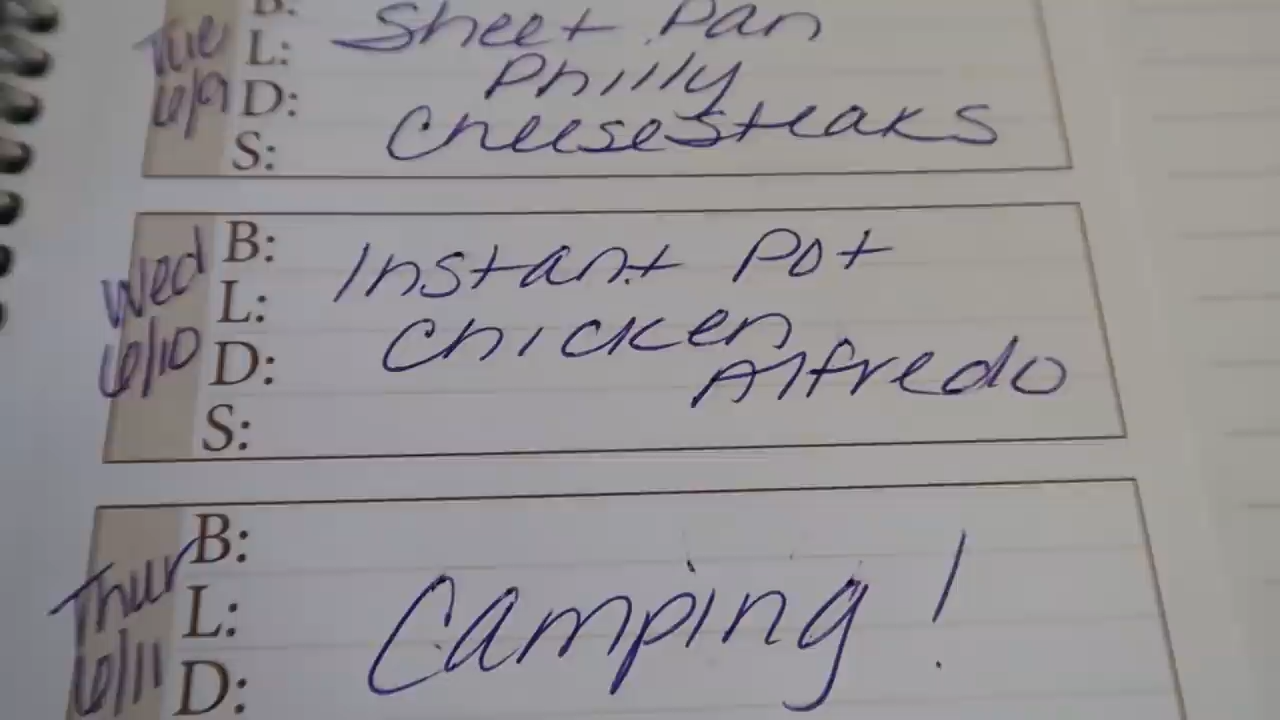 B:
Tue L: Sheet Pan
Philly
6/9 D: Cheesesteaks
S:
Wed B: Instant Pot
L: Chicken
6/10 D: Alfredo
S:
Thur B:
L: Camping!
6/11 D: